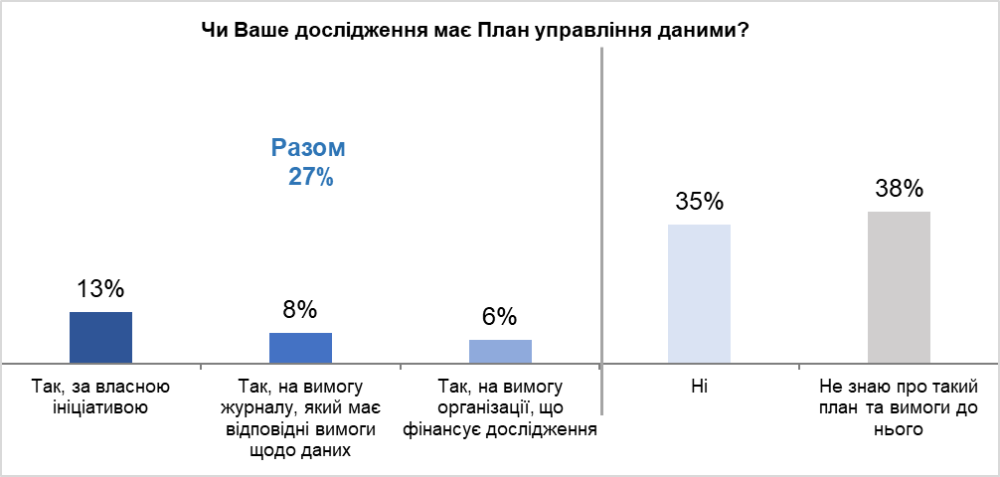 Чи Ваше дослідження має План управління даними?
Разом
27%
13%
8%
6%
35%
38%
Так, за власною
ініціативою
Так, на вимогу
журналу, який має
відповідні вимоги
щодо даних
Так, на вимогу
організації, що
фінансує дослідження
Ні
Не знаю про такий
план та вимоги до
нього